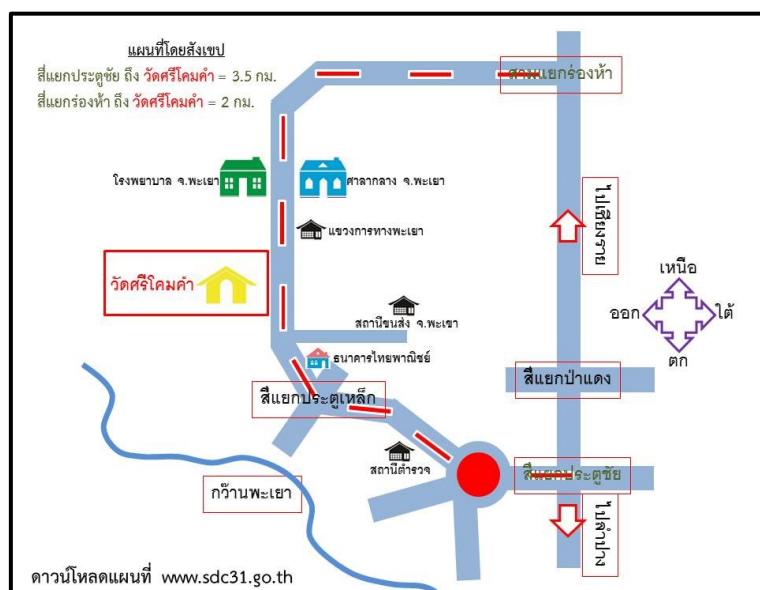 แผนที่โดยสังเขป
สี่แยกประตูชัย ถึง วัดศรีโคมคำ = 3.5 กม.
สี่แยกร่องห้า ถึง วัดศรีโคมคำ = 2 กม.
สามแยกร่องห้า
โรงพยาบาล จ.พะเยา
ศาลากลาง จ.พะเยา
แขวงการทางพะเยา
ไปเชียงราย
วัดศรีโคมคำ
เหนือ
ออก
ใต้
ตก
สถานีขนส่ง จ.พะเยา
ธนาคารไทยพาณิชย์
สี่แยกป่าแดง
สี่แยกประตูเหล็ก
สถานีตำรวจ
สี่แยกประตูชัย
กว๊านพะเยา
ไปลำปาง
ดาวน์โหลดแผนที่ www.sdc31.go.th